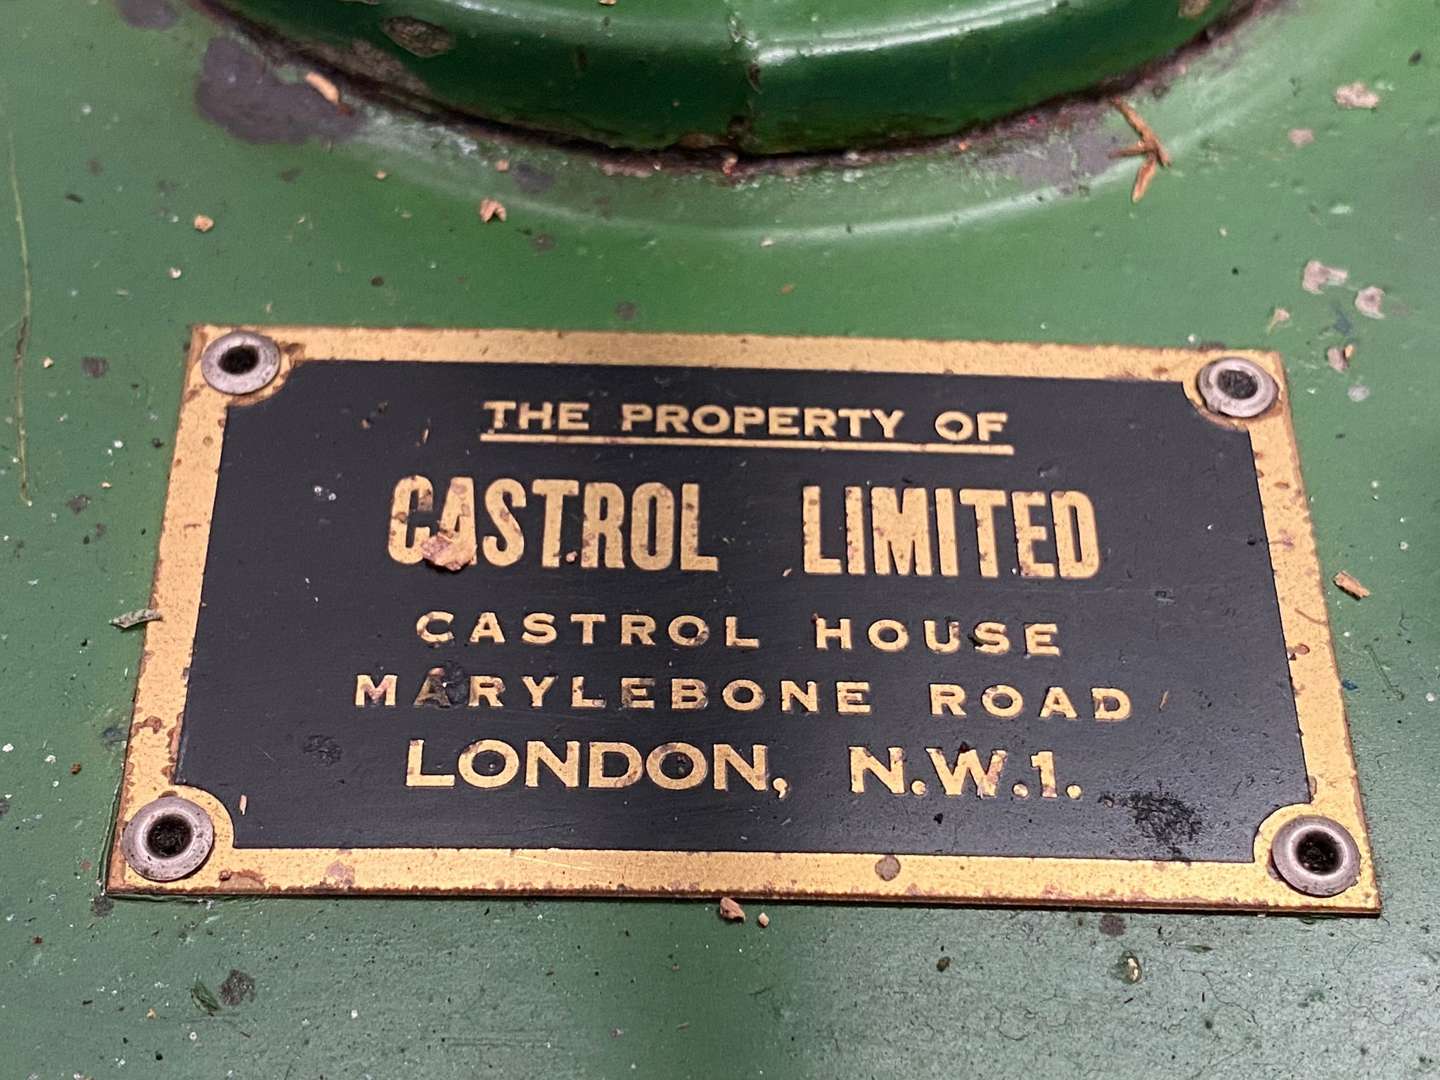 THE PROPERTY OF
CASTROL LIMITED
CASTROL HOUSE
MARYLEBONE ROAD
LONDON, N.W.1.